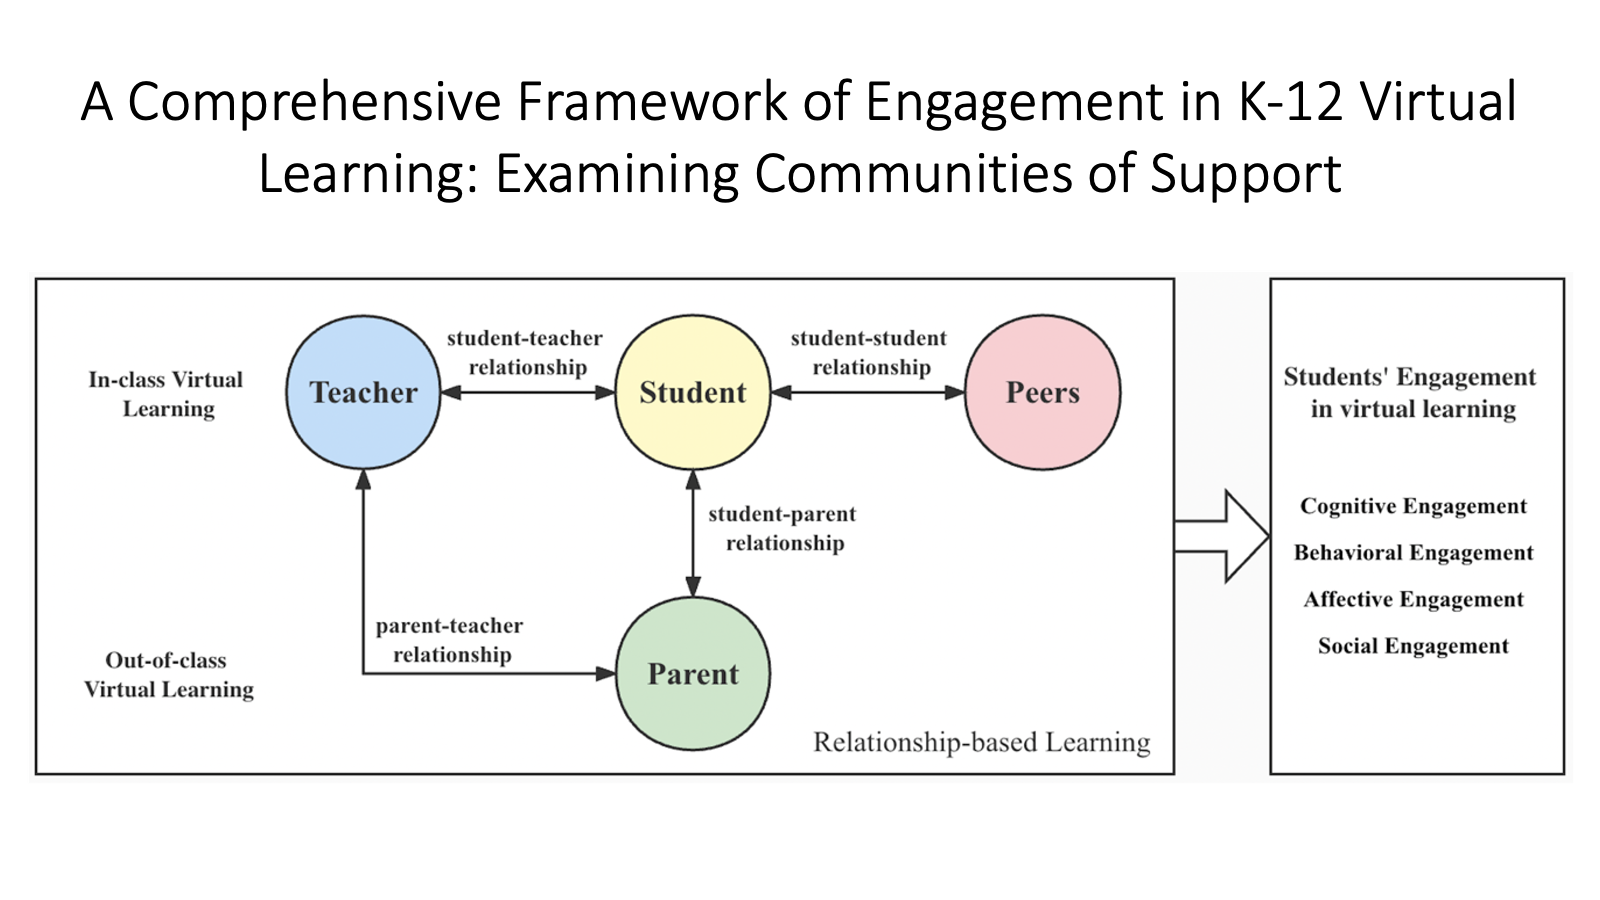 A Comprehensive Framework of Engagement in K-12 Virtual
Learning: Examining Communities of Support
In-class Virtual
Learning
Teacher
student-teacher
relationship
Student
student-student
relationship
Peers
student-parent
relationship
parent-teacher
relationship
Out-of-class
Virtual Learning
Parent
Relationship-based Learning
Students' Engagement
in virtual learning
Cognitive Engagement
Behavioral Engagement
Affective Engagement
Social Engagement